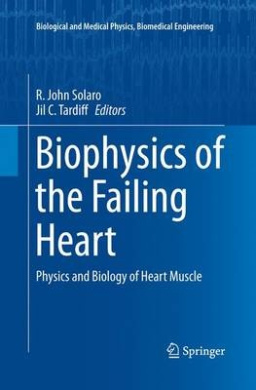 Biological and Medical Physics, Biomedical Engineering
R. John Solaro
Jil C. Tardiff Editors
Biophysics of
the Failing
Heart
Physics and Biology of Heart Muscle
Springer